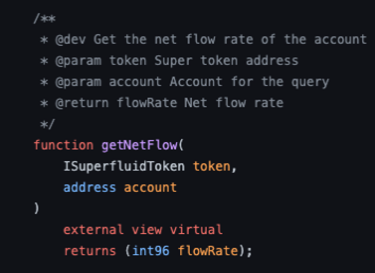 /**
 * @dev Get the net flow rate of the account
 * @param token Super token address
 * @param account Account for the query
 * @return flowRate Net flow rate
 */
function getNetFlow(
    ISuperfluidToken token,
    address account
)
    external view virtual
    returns (int96 flowRate);